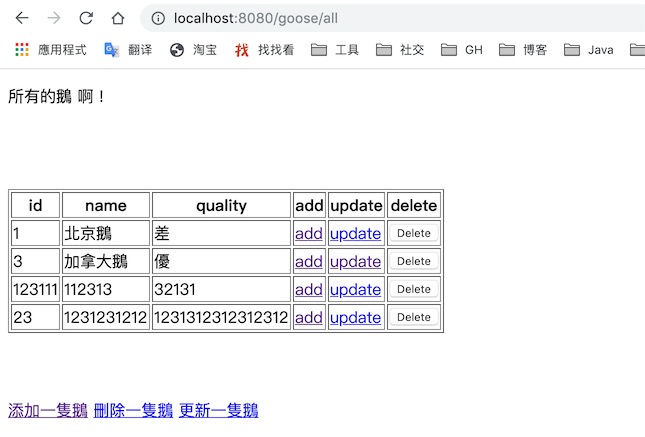 localhost:8080/goose/all
應用程式 翻译 淘宝 找 找找看 工具 社交 GH 博客 Java
所有的鵝 啊！
id name quality add update delete
1 北京鵝 差 add update Delete
3 加拿大鵝 優 add update Delete
123111 112313 32131 add update Delete
23 1231231212 1231312312312312 add update Delete
添加一隻鵝 刪除一隻鵝 更新一隻鵝